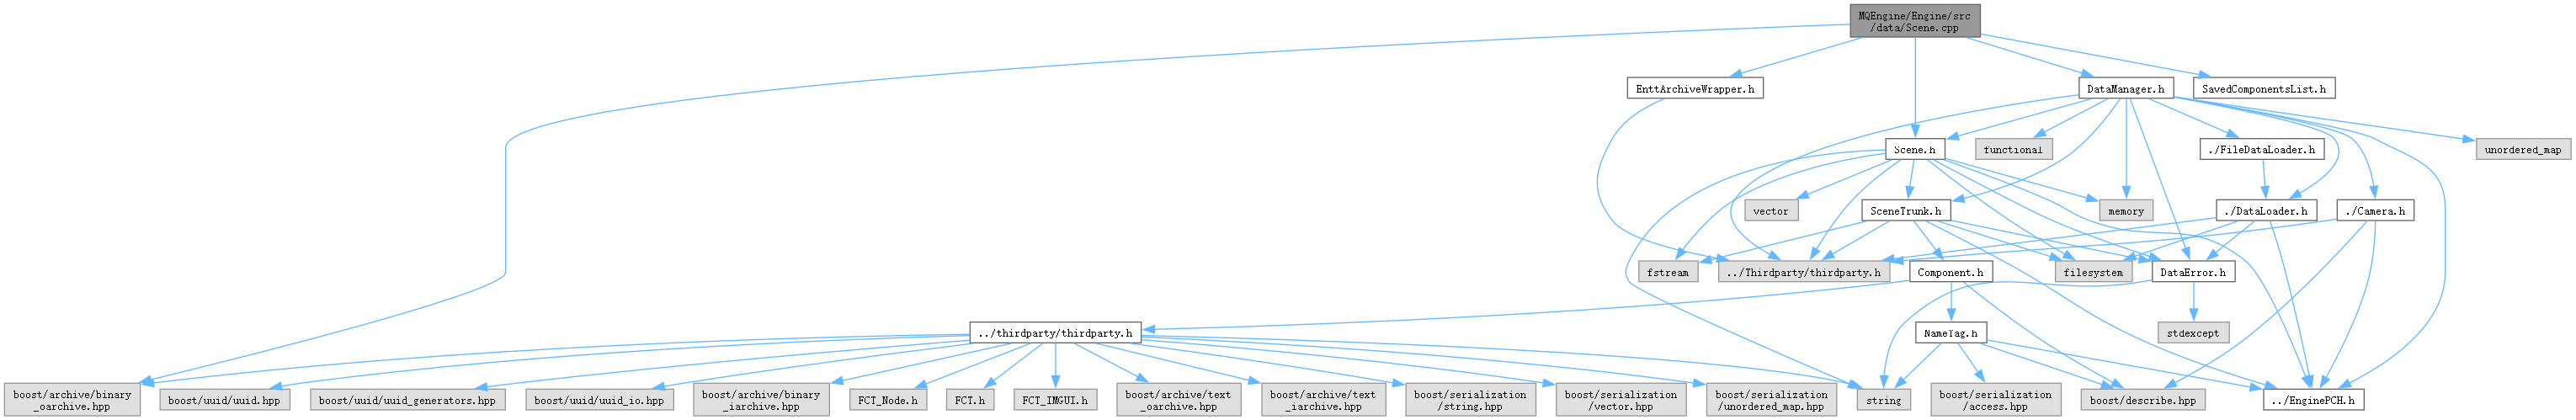 MQEngine/Engine/src
/data/Scene.cpp
EnttArchiveWrapper.h
DataManager.h
SavedComponentsList.h
Scene.h
functional
./FileDataLoader.h
unordered_map
vector
SceneTrunk.h
memory
./DataLoader.h
./Camera.h
fstream
../Thirdparty/thirdparty.h
Component.h
filesystem
DataError.h
../thirdparty/thirdparty.h
NameTag.h
stdexcept
boost/archive/binary
_oarchive.hpp
boost/uuid/uuid.hpp
boost/uuid/uuid_generators.hpp
boost/uuid/uuid_io.hpp
boost/archive/binary
_iarchive.hpp
FCT_Node.h
FCT.h
FCT_IMGUI.h
boost/archive/text
_oarchive.hpp
boost/archive/text
_iarchive.hpp
boost/serialization
/string.hpp
boost/serialization
/vector.hpp
boost/serialization
/unordered_map.hpp
string
boost/serialization
/access.hpp
boost/describe.hpp
../EnginePCH.h